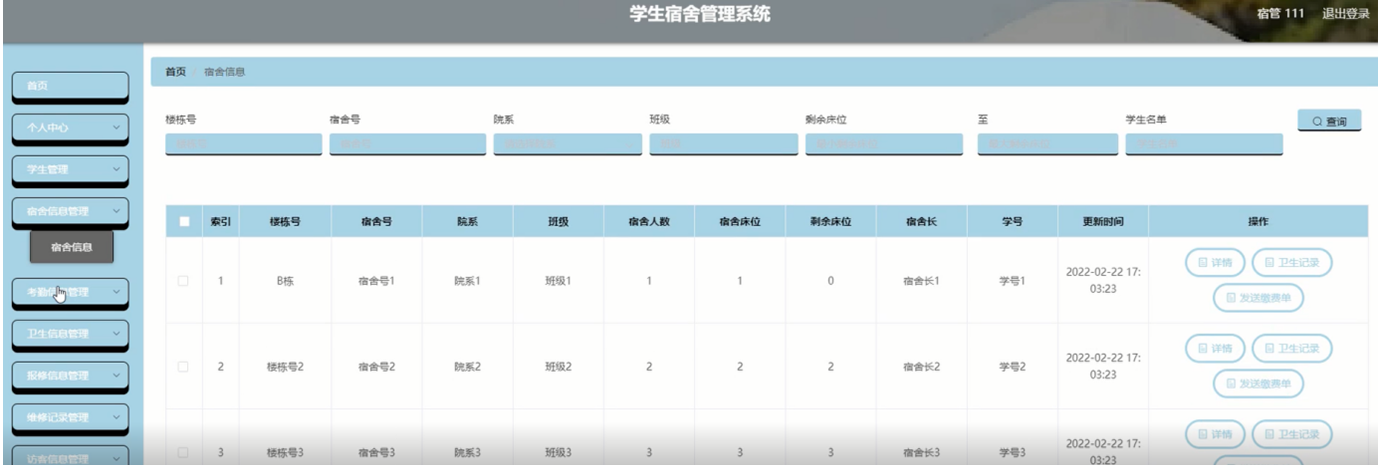 学生宿舍管理系统
宿管 111 退出登录
首页
个人中心
学生管理
宿舍信息管理
宿舍信息
卫生信息管理
报修信息管理
维修记录管理
访客信息管理
首页 宿舍信息
楼栋号 宿舍号 院系 班级 剩余床位 至 学生名单
查询
索引 楼栋号 宿舍号 院系 班级 宿舍人数 宿舍床位 剩余床位 宿舍长 学号 更新时间 操作
1 B栋 宿舍号1 院系1 班级1 1 1 0 宿舍长1 学号1 2022-02-22 17:
03:23
详情 卫生记录
发送缴费单
2 楼栋号2 宿舍号2 院系2 班级2 2 2 2 宿舍长2 学号2 2022-02-22 17:
03:23
详情 卫生记录
发送缴费单
3 楼栋号3 宿舍号3 院系3 班级3 3 3 3 宿舍长3 学号3 2022-02-22 17:
03:23
详情 卫生记录